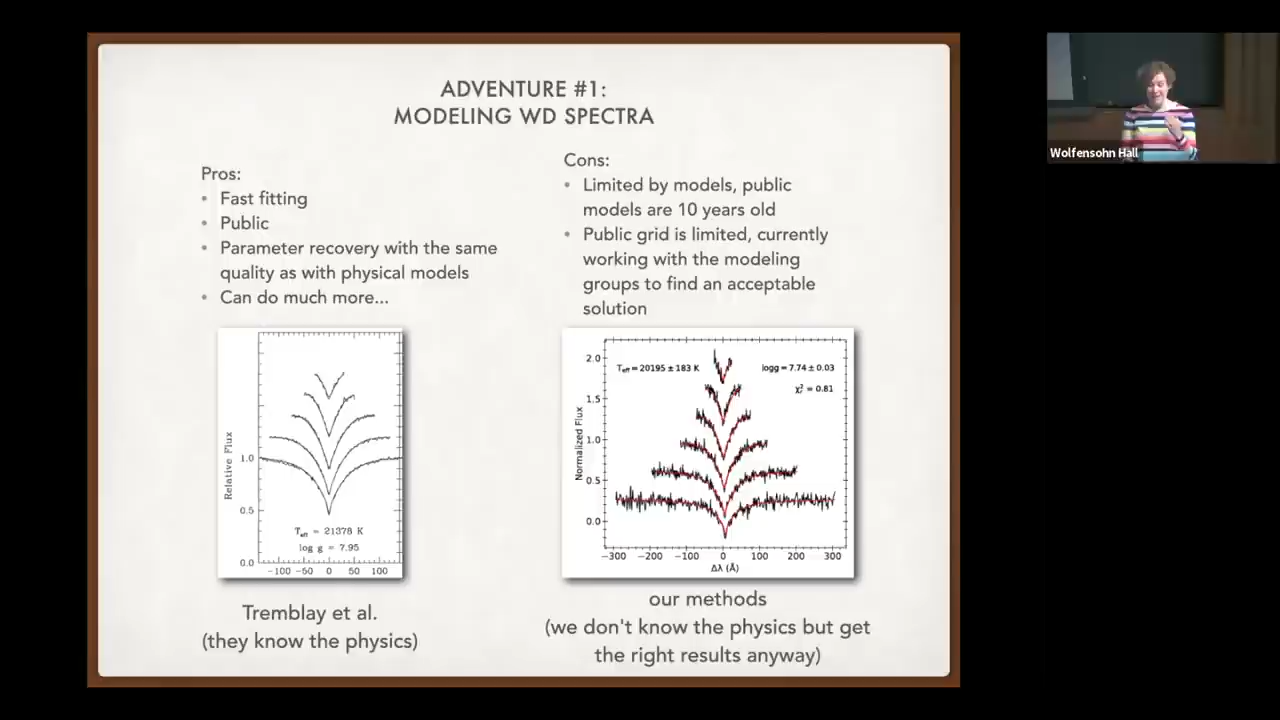 ADVENTURE #1:
MODELING WD SPECTRA
Pros:
• Fast fitting
• Public
• Parameter recovery with the same
quality as with physical models
• Can do much more...
Cons:
• Limited by models, public
models are 10 years old
• Public grid is limited, currently
working with the modeling
groups to find an acceptable
solution
Relative Flux
1.0
0.5
0.0
Teff = 21378 K
log g = 7.95
-100 -50 0 50 100
Tremblay et al.
(they know the physics)
Normalized Flux
2.0
1.5
1.0
0.5
0.0
Teff = 20195 ± 183 K
logg = 7.74 ± 0.03
χ²r = 0.81
−300 −200 −100 0 100 200 300
Δλ (Å)
our methods
(we don't know the physics but get
the right results anyway)
Wolfensohn Hall